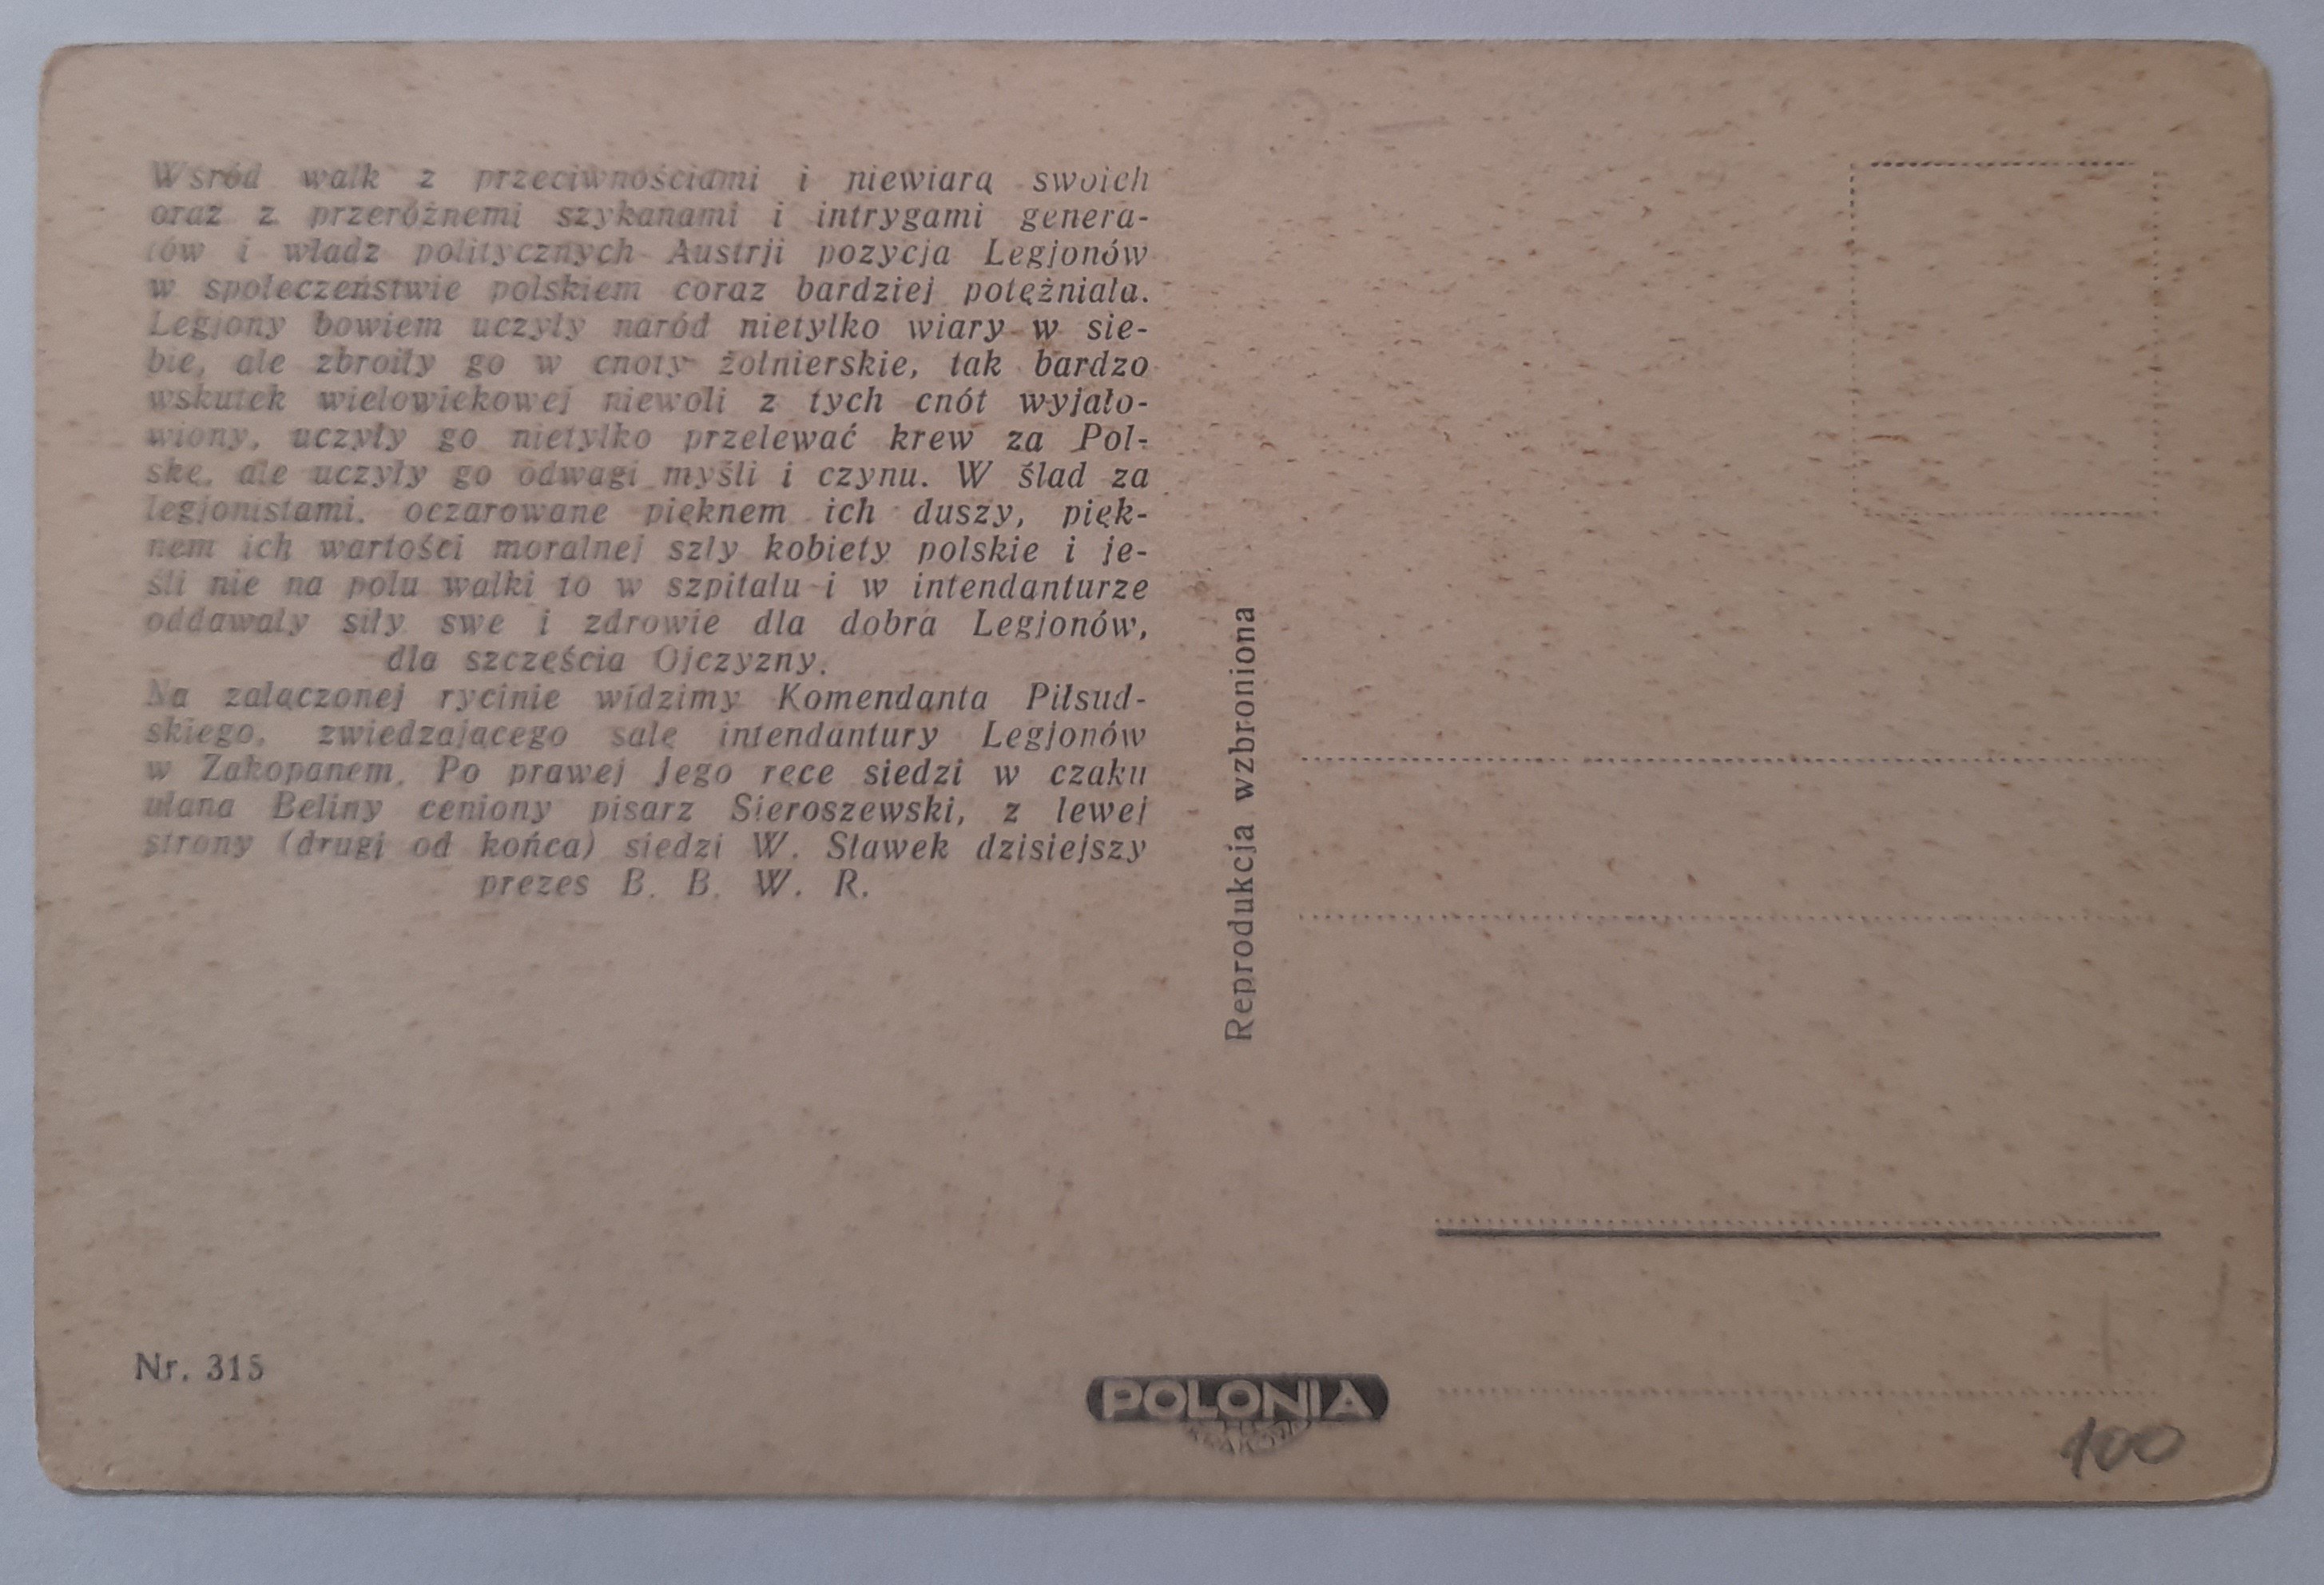 Wsród walk z przeciwnościami i niewiarą swoich
oraz z przeróżnemi szykanami i intrygami genera-
łów i władz politycznych Austrji pozycja Legjonów
w społeczeństwie polskiem coraz bardziej potężniała.
Legjony bowiem uczyły naród nietylko wiary w sie-
bie, ale zbroiły go w cnoty żołnierskie, tak bardzo
wskutek wielowiekowej niewoli z tych cnót wyjało-
wiony, uczyły go nietylko przelewać krew za Pol-
skę, ale uczyły go odwagi myśli i czynu. W ślad za
legjonistami, oczarowane pięknem ich duszy, pięk-
nem ich wartości moralnej szły kobiety polskie i je-
śli nie na polu walki to w szpitalu i w intendanturze
oddawały siły swe i zdrowie dla dobra Legjonów,
dla szczęścia Ojczyzny.
Na załączonej rycinie widzimy Komendanta Piłsud-
skiego, zwiedzającego salę intendantury Legjonów
w Zakopanem. Po prawej Jego ręce siedzi w czaku
ułana Beliny ceniony pisarz Sieroszewski, z lewej
strony (drugi od końca) siedzi W. Sławek dzisiejszy
prezes B. B. W. R.
Reprodukcja wzbroniona
Nr. 315
POLONIA
KRAKÓW
100